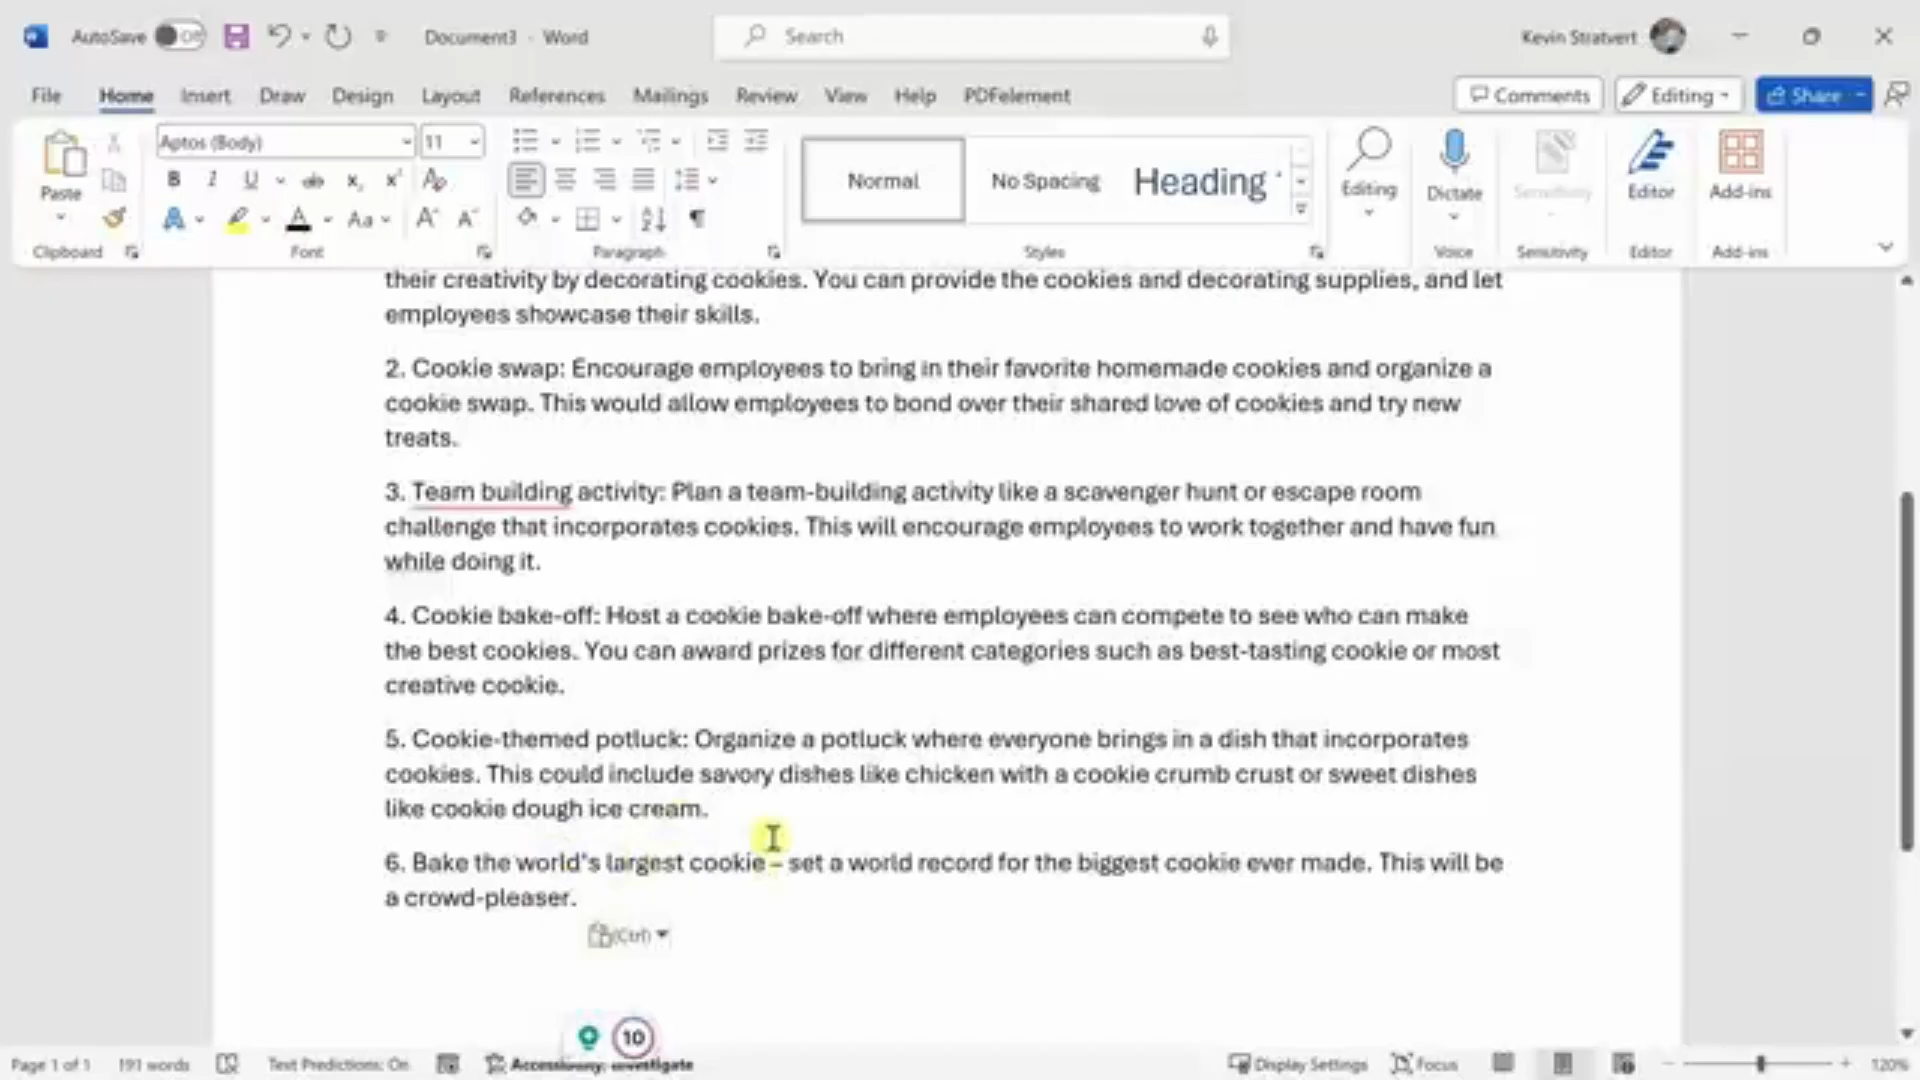 AutoSave Off Document3 - Word Search Kevin Stratvert
File Home Insert Draw Design Layout References Mailings Review View Help PDFelement Comments Editing Share
Paste Aptos (Body) 11 Normal No Spacing Heading Editing Dictate Sensitivity Editor Add-ins
Clipboard Font Paragraph Styles Voice Sensitivity Editor Add-ins
their creativity by decorating cookies. You can provide the cookies and decorating supplies, and let
employees showcase their skills.
2. Cookie swap: Encourage employees to bring in their favorite homemade cookies and organize a
cookie swap. This would allow employees to bond over their shared love of cookies and try new
treats.
3. Team building activity: Plan a team-building activity like a scavenger hunt or escape room
challenge that incorporates cookies. This will encourage employees to work together and have fun
while doing it.
4. Cookie bake-off: Host a cookie bake-off where employees can compete to see who can make
the best cookies. You can award prizes for different categories such as best-tasting cookie or most
creative cookie.
5. Cookie-themed potluck: Organize a potluck where everyone brings in a dish that incorporates
cookies. This could include savory dishes like chicken with a cookie crumb crust or sweet dishes
like cookie dough ice cream.
6. Bake the world's largest cookie – set a world record for the biggest cookie ever made. This will be
a crowd-pleaser.
(Ctrl)
10
Page 1 of 1 191 words Text Predictions: On Accessibility: Investigate Display Settings Focus 120%